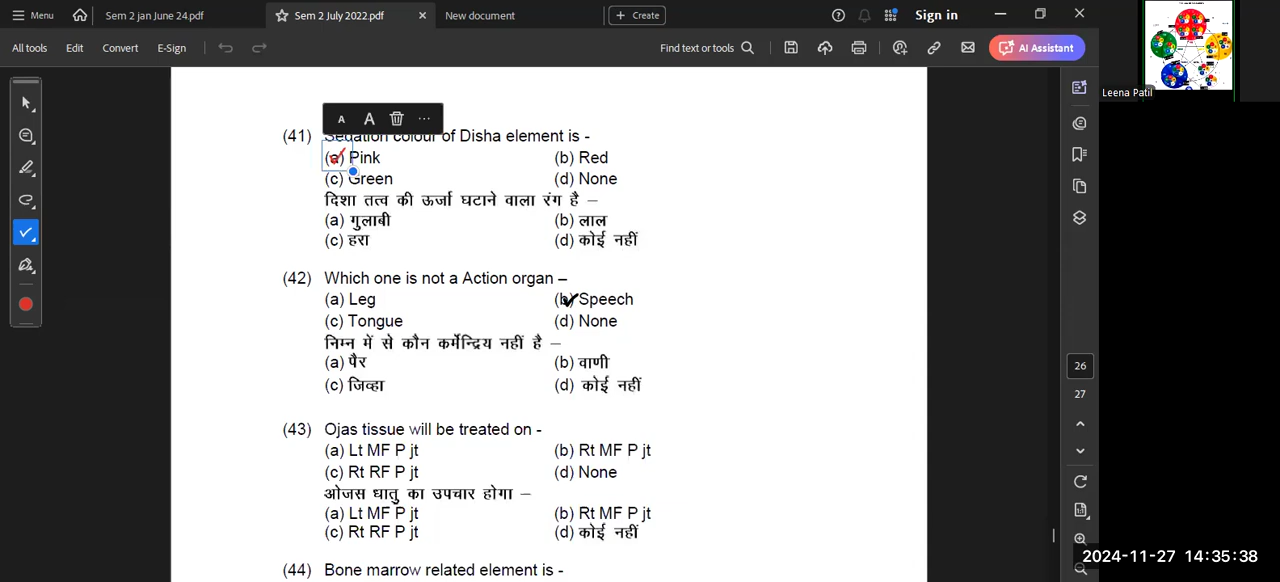 Menu
Sem 2 jan June 24.pdf
Sem 2 July 2022.pdf
New document
Create
Sign in
All tools
Edit
Convert
E-Sign
Find text or tools
AI Assistant
Leena Patil
A A
(41) Sedation colour of Disha element is -
(a) Pink (b) Red
(c) Green (d) None
दिशा तत्व की ऊर्जा घटाने वाला रंग है –
(a) गुलाबी (b) लाल
(c) हरा (d) कोई नहीं
(42) Which one is not a Action organ –
(a) Leg (b) Speech
(c) Tongue (d) None
निम्न में से कौन कर्मेन्द्रिय नहीं है –
(a) पैर (b) वाणी
(c) जिव्हा (d) कोई नहीं
(43) Ojas tissue will be treated on -
(a) Lt MF P jt (b) Rt MF P jt
(c) Rt RF P jt (d) None
ओजस धातु का उपचार होगा –
(a) Lt MF P jt (b) Rt MF P jt
(c) Rt RF P jt (d) कोई नहीं
(44) Bone marrow related element is -
26
27
2024-11-27 14:35:38